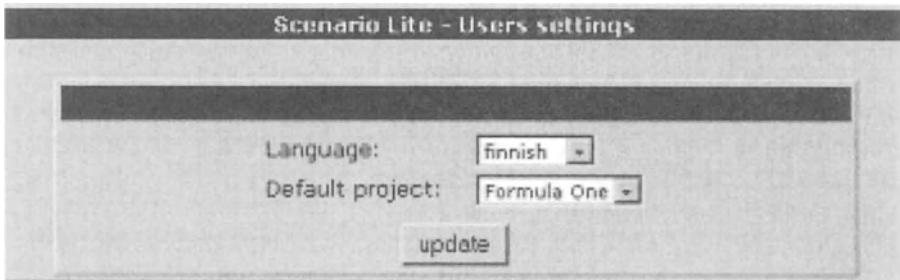 Scenario Lite - Users settings
Language: finnish
Default project: Formula One
update